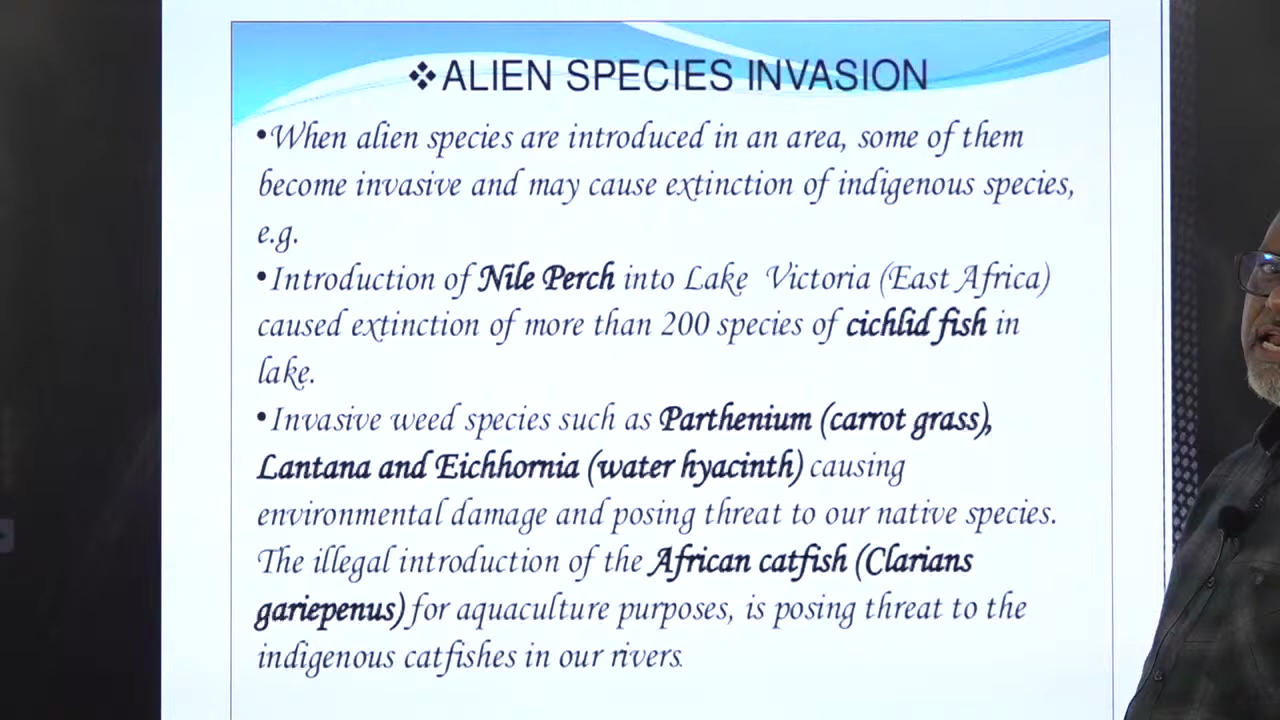 ❖ALIEN SPECIES INVASION
•When alien species are introduced in an area, some of them
become invasive and may cause extinction of indigenous species,
e.g.
•Introduction of Nile Perch into Lake Victoria (East Africa)
caused extinction of more than 200 species of cichlid fish in
lake.
•Invasive weed species such as Parthenium (carrot grass),
Lantana and Eichhornia (water hyacinth) causing
environmental damage and posing threat to our native species.
The illegal introduction of the African catfish (Clarians
gariepenus) for aquaculture purposes, is posing threat to the
indigenous catfishes in our rivers.